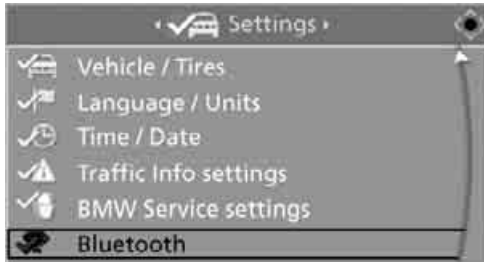 Settings
Vehicle / Tires
Language / Units
Time / Date
Traffic Info settings
BMW Service settings
Bluetooth